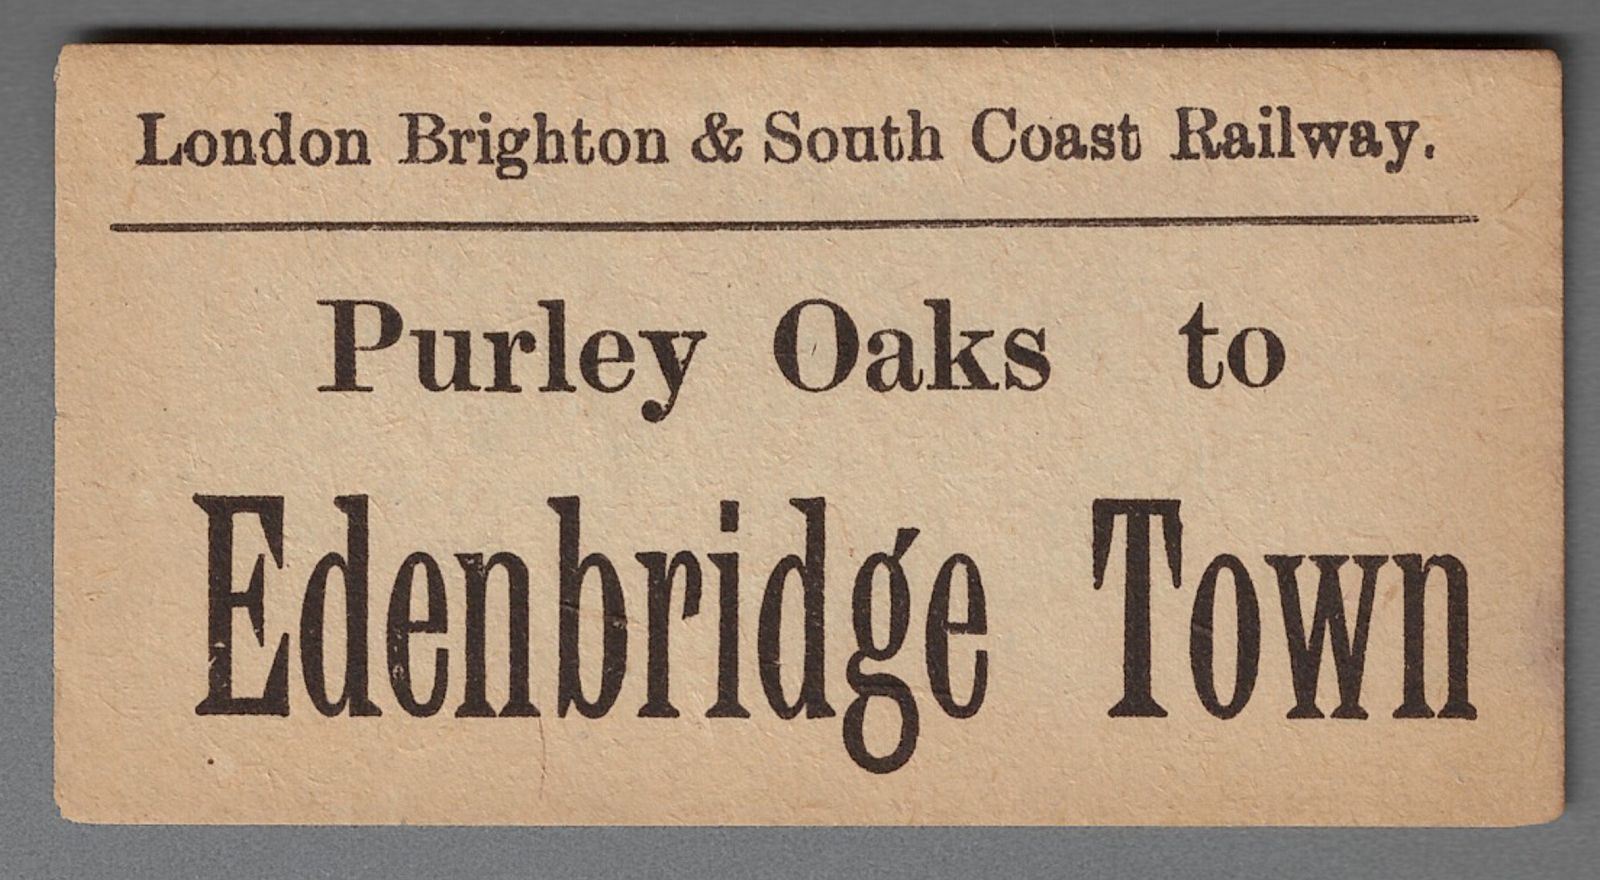 London Brighton & South Coast Railway.
Purley Oaks to
Edenbridge Town